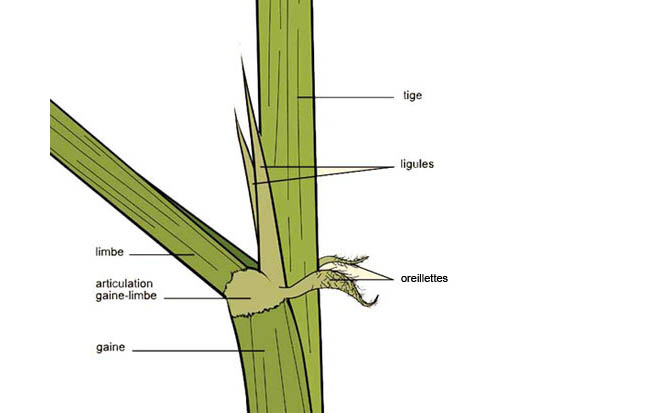 tige
ligules
limbe
articulation
gaine-limbe
oreillettes
gaine